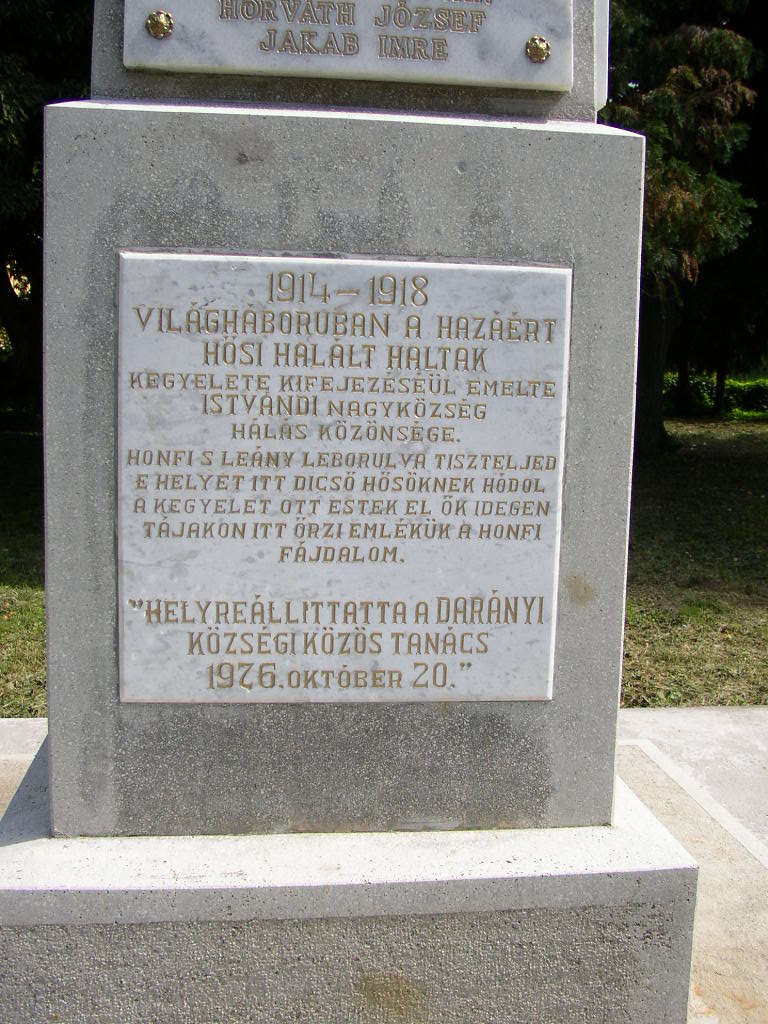 HORVÁTH JÓZSEF
JAKAB IMRE
1914 – 1918
VILÁGHÁBORUBAN A HAZÁÉRT
HŐSI HALÁLT HALTAK
KEGYELETE KIFEJEZÉSEÜL EMELTE
ISTVÁNDI NAGYKÖZSÉG
HÁLÁS KÖZÖNSÉGE.
HONFI S LEÁNY LEBORULVA TISZTELJED
E HELYET ITT DICSŐ HŐSÖKNEK HÓDOL
A KEGYELET OTT ESTEK EL ŐK IDEGEN
TÁJAKON ITT ŐRZI EMLÉKÜK A HONFI
FÁJDALOM.
"HELYREÁLLITTATTA A DARÁNYI
KÖZSÉGI KÖZÖS TANÁCS
1976. OKTÓBER 20."